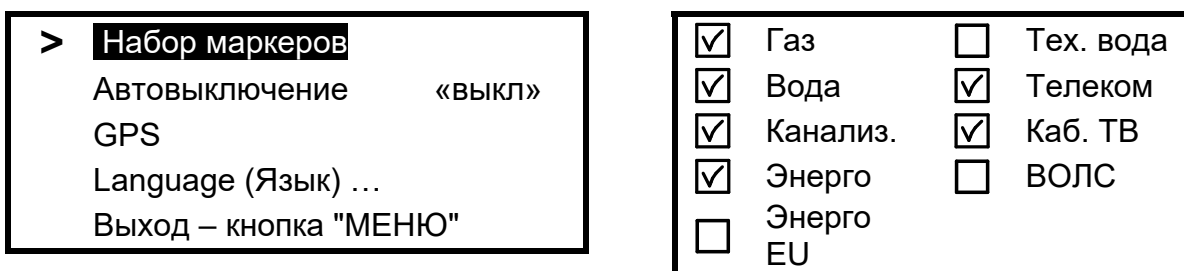 > Набор маркеров
Автовыключение «выкл»
GPS
Language (Язык) …
Выход – кнопка "МЕНЮ"
Газ Тех. вода
Вода Телеком
Канализ. Каб. ТВ
Энерго ВОЛС
Энерго
EU